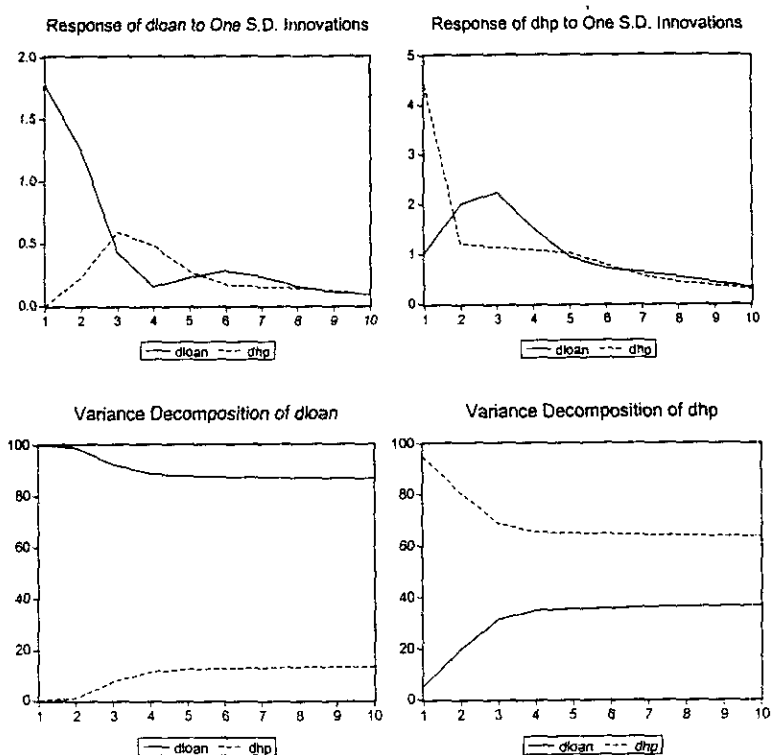 Response of dloan to One S.D. Innovations
2.0
1.5
1.0
0.5
0.0
1 2 3 4 5 6 7 8 9 10
dloan dhp
Response of dhp to One S.D. Innovations
5
4
3
2
1
0
1 2 3 4 5 6 7 8 9 10
dloan dhp
Variance Decomposition of dloan
100
80
60
40
20
0
1 2 3 4 5 6 7 8 9 10
dloan dhp
Variance Decomposition of dhp
100
80
60
40
20
0
1 2 3 4 5 6 7 8 9 10
dloan dhp